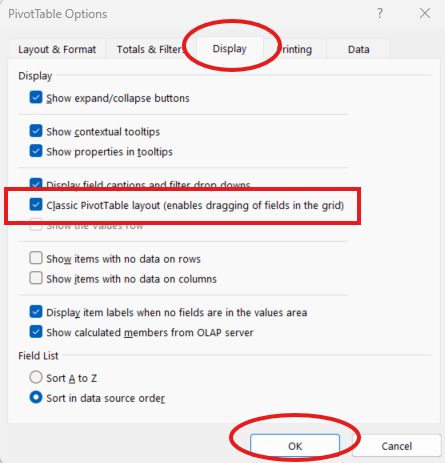 PivotTable Options
?
Layout & Format Totals & Filters Display Printing Data
Display
Show expand/collapse buttons
Show contextual tooltips
Show properties in tooltips
Display field captions and filter drop downs
Classic PivotTable layout (enables dragging of fields in the grid)
Show the Values row
Show items with no data on rows
Show items with no data on columns
Display item labels when no fields are in the values area
Show calculated members from OLAP server
Field List
Sort A to Z
Sort in data source order
OK Cancel